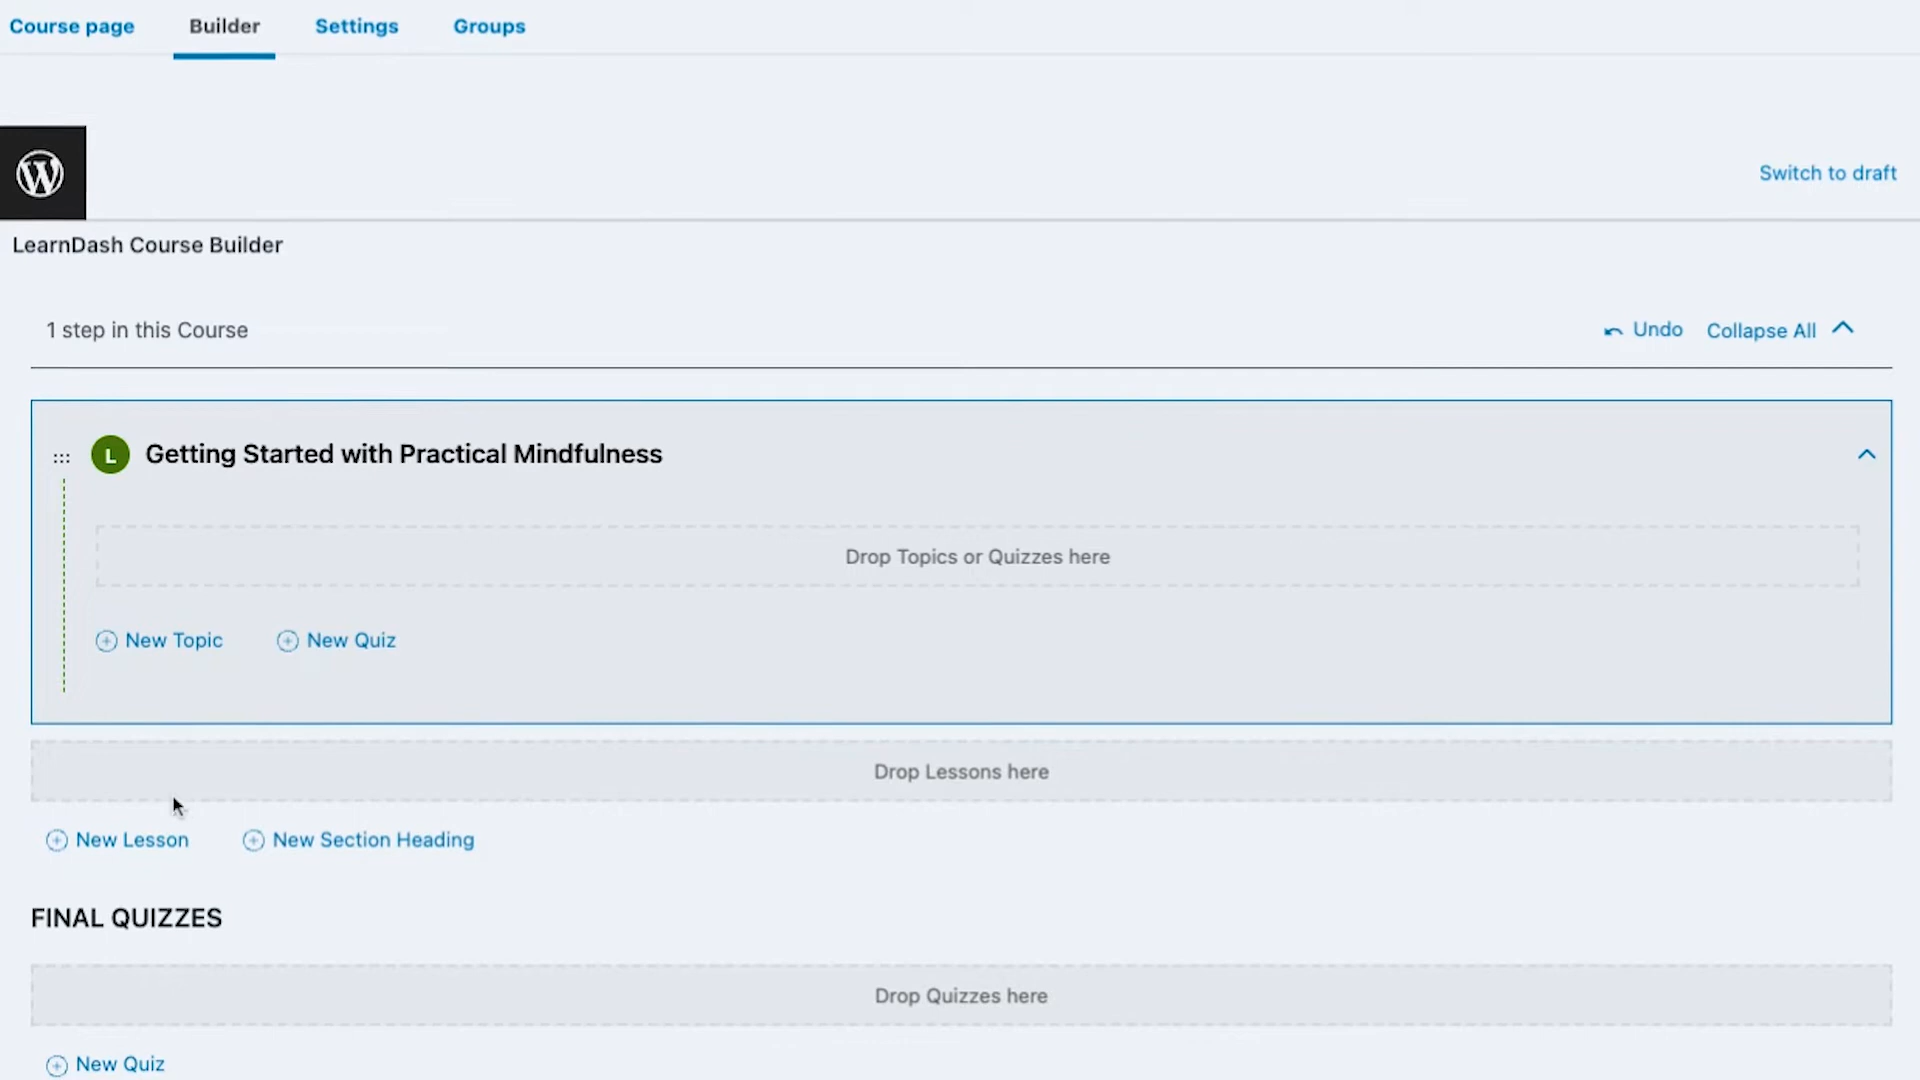 Course page
Builder
Settings
Groups
Switch to draft
LearnDash Course Builder
1 step in this Course
Undo
Collapse All
L
Getting Started with Practical Mindfulness
Drop Topics or Quizzes here
New Topic
New Quiz
Drop Lessons here
New Lesson
New Section Heading
FINAL QUIZZES
Drop Quizzes here
New Quiz